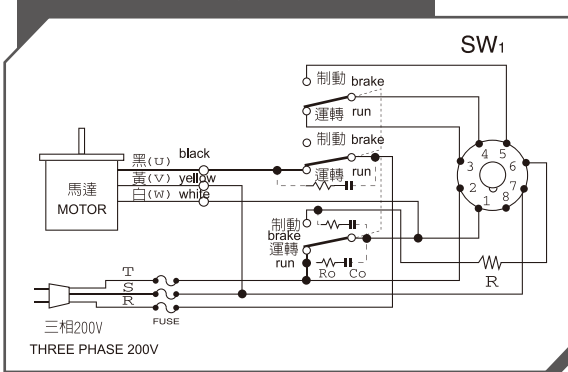 SW1
制動 brake
運轉 run
制動 brake
運轉 run
黑(U) black
黃(V) yellow
白(W) white
馬達
MOTOR
4 5
3 6
2 7
1 8
制動
brake
運轉
run
Ro Co
R
T
S
R
FUSE
三相200V
THREE PHASE 200V